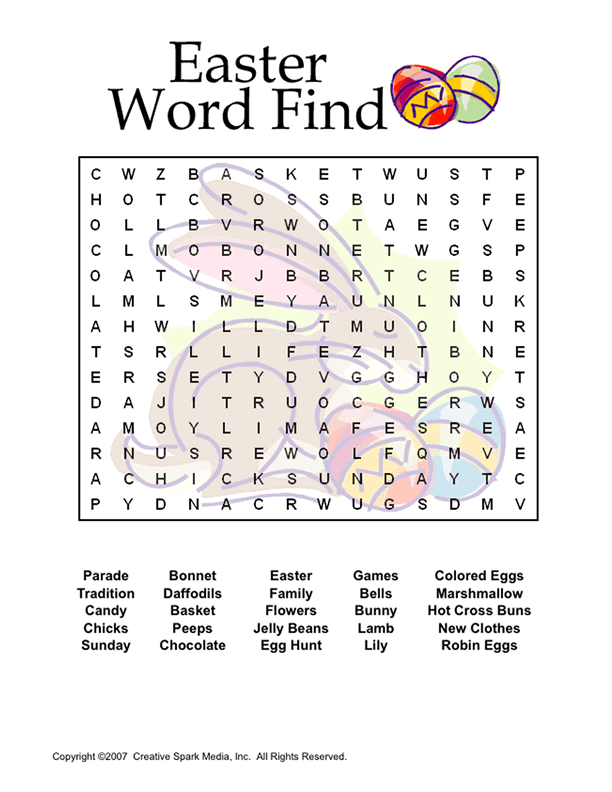 Easter
Word Find
C W Z B A S K E T W U S T P
H O T C R O S S B U N S F E
O L L B V R W O T A E G V E
C L M O B O N N E T W G S P
O A T V R J B B R T C E B S
L M L S M E Y A U N L N U K
A H W I L L D T M U O I N R
T S R L L I F E Z H T B N E
E R S E T Y D V G G H O Y T
D A J I T R U O C G E R W S
A M O Y L I M A F E S R E A
R N U S R E W O L F Q M V E
A C H I C K S U N D A Y T C
P Y D N A C R W U G S D M V
Parade Bonnet Easter Games Colored Eggs
Tradition Daffodils Family Bells Marshmallow
Candy Basket Flowers Bunny Hot Cross Buns
Chicks Peeps Jelly Beans Lamb New Clothes
Sunday Chocolate Egg Hunt Lily Robin Eggs
Copyright ©2007 Creative Spark Media, Inc. All Rights Reserved.